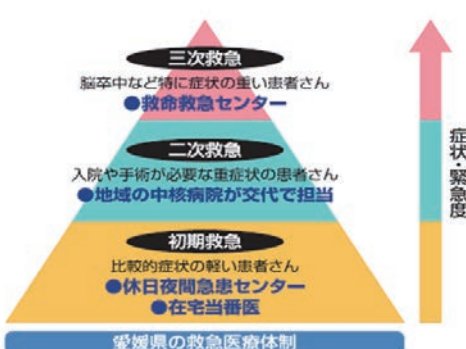 三次救急
脳卒中など特に症状の重い患者さん
●救命救急センター
二次救急
入院や手術が必要な重症状の患者さん
●地域の中核病院が交代で担当
初期救急
比較的症状の軽い患者さん
●休日夜間急患センター
●在宅当番医
愛媛県の救急医療体制
症状・緊急度